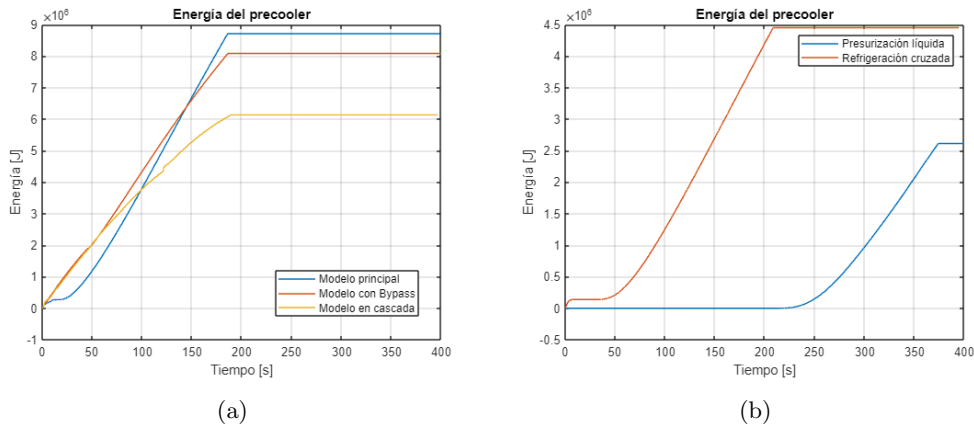 Energía del precooler
×10⁶
9
8
7
6
5
4
3
2
1
0
-1
Energía [J]
0 50 100 150 200 250 300 350 400
Tiempo [s]
Modelo principal
Modelo con Bypass
Modelo en cascada
(a)
Energía del precooler
×10⁶
4.5
4
3.5
3
2.5
2
1.5
1
0.5
0
-0.5
Energía [J]
0 50 100 150 200 250 300 350 400
Tiempo [s]
Presurización líquida
Refrigeración cruzada
(b)